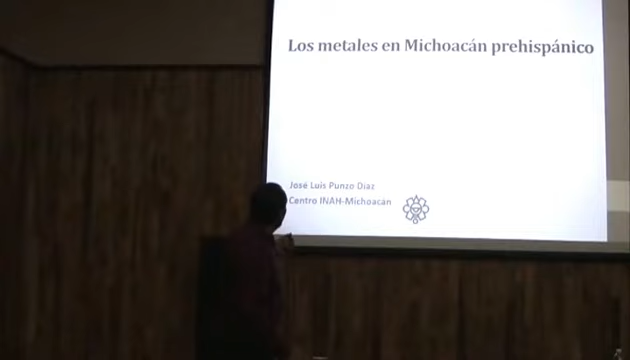 Los metales en Michoacán prehispánico
José Luis Punzo Díaz
Centro INAH-Michoacán